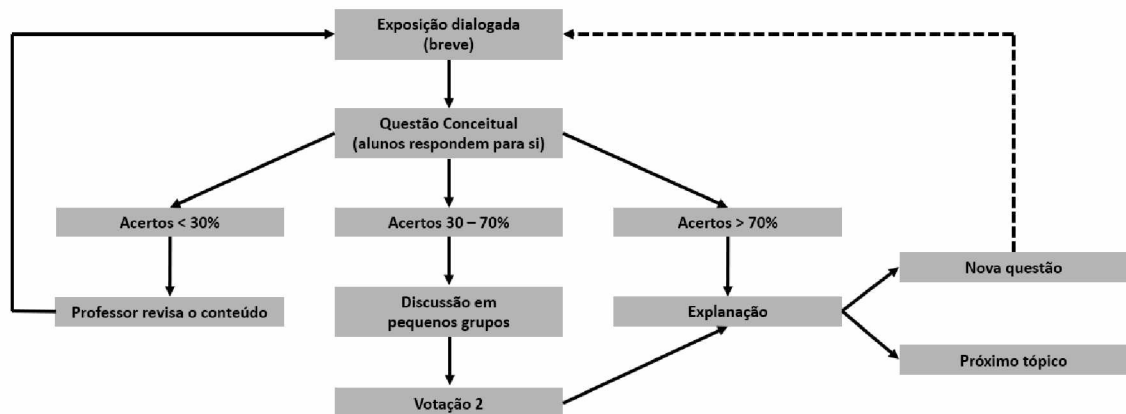 Exposição dialogada
(breve)
Questão Conceitual
(alunos respondem para si)
Acertos < 30%
Acertos 30 – 70%
Acertos > 70%
Nova questão
Professor revisa o conteúdo
Discussão em
pequenos grupos
Explanação
Próximo tópico
Votação 2